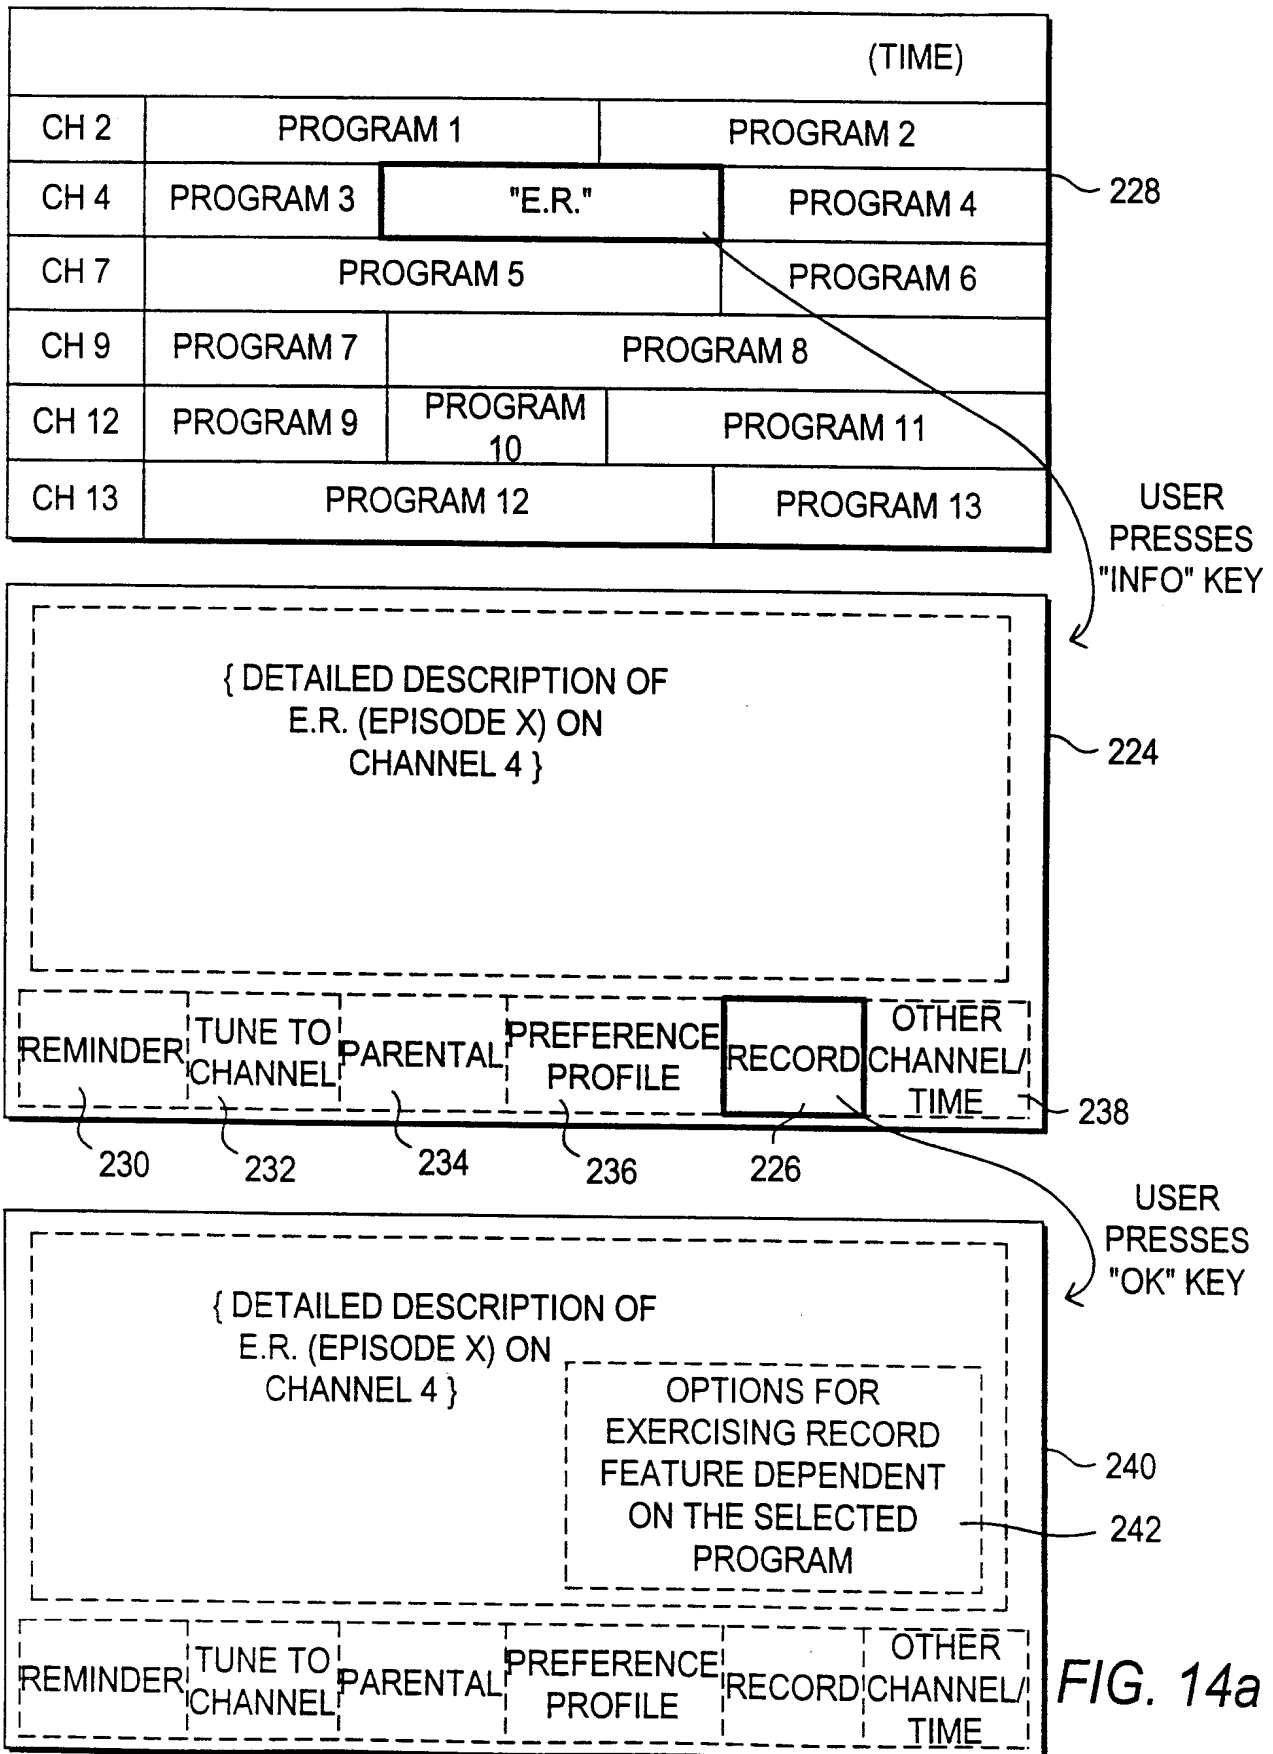 (TIME)
CH 2 PROGRAM 1 PROGRAM 2
CH 4 PROGRAM 3 "E.R." PROGRAM 4
228
CH 7 PROGRAM 5 PROGRAM 6
CH 9 PROGRAM 7 PROGRAM 8
CH 12 PROGRAM 9 PROGRAM
10 PROGRAM 11
CH 13 PROGRAM 12 PROGRAM 13
USER
PRESSES
"INFO" KEY
{ DETAILED DESCRIPTION OF
E.R. (EPISODE X) ON
CHANNEL 4 }
224
REMINDER
TUNE TO
CHANNEL
PARENTAL
PREFERENCE
PROFILE
RECORD
OTHER
CHANNEL/
TIME
238
230 232 234 236 226
USER
PRESSES
"OK" KEY
{ DETAILED DESCRIPTION OF
E.R. (EPISODE X) ON
CHANNEL 4 }
OPTIONS FOR
EXERCISING RECORD
FEATURE DEPENDENT
ON THE SELECTED
PROGRAM
240
242
REMINDER
TUNE TO
CHANNEL
PARENTAL
PREFERENCE
PROFILE
RECORD
OTHER
CHANNEL/
TIME
FIG. 14a